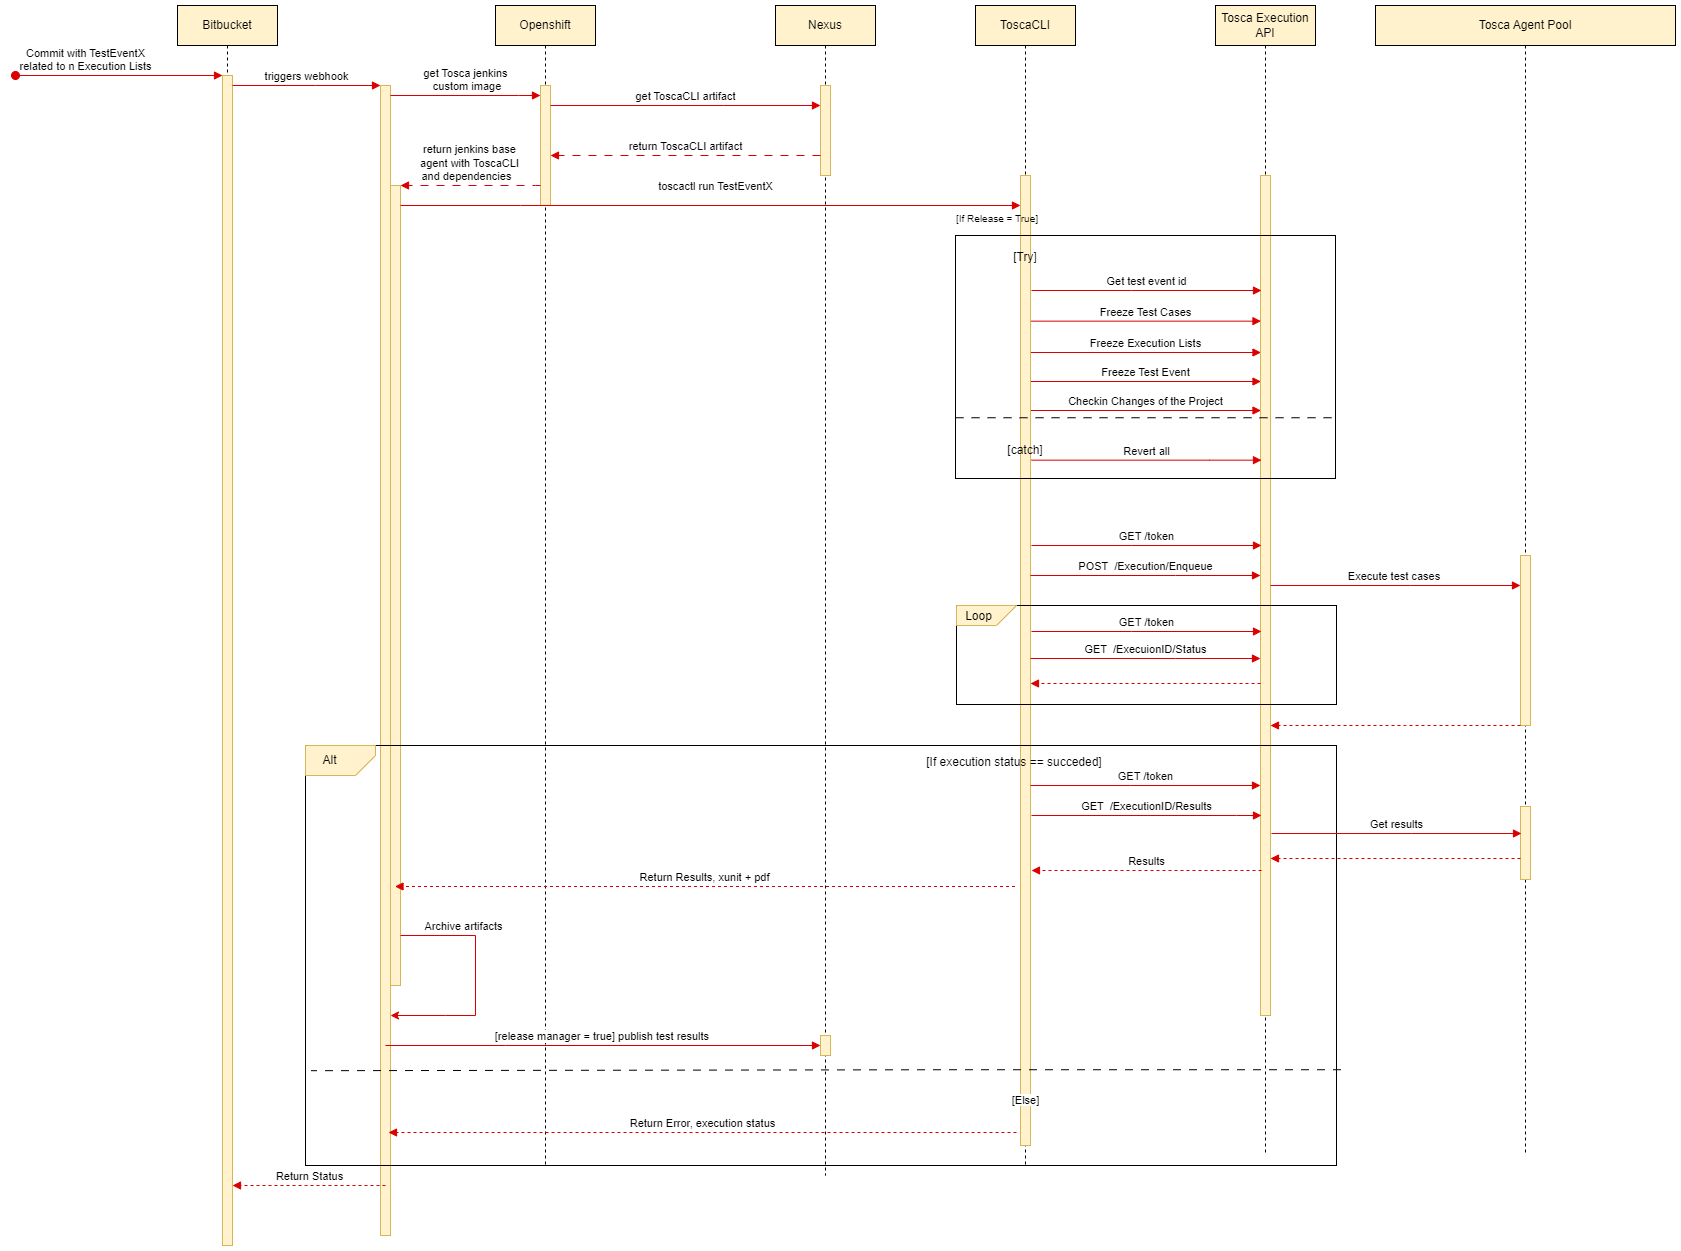 Bitbucket
Openshift
Nexus
ToscaCLI
Tosca Execution
API
Tosca Agent Pool
Commit with TestEventX
related to n Execution Lists
triggers webhook
get Tosca jenkins
custom image
get ToscaCLI artifact
return ToscaCLI artifact
return jenkins base
agent with ToscaCLI
and dependencies
toscactl run TestEventX
[If Release = True]
[Try]
Get test event id
Freeze Test Cases
Freeze Execution Lists
Freeze Test Event
Checkin Changes of the Project
[catch]
Revert all
GET /token
POST /Execution/Enqueue
Execute test cases
Loop
GET /token
GET /ExecuionID/Status
Alt
[If execution status == succeded]
GET /token
GET /ExecutionID/Results
Get results
Results
Return Results, xunit + pdf
Archive artifacts
[release manager = true] publish test results
[Else]
Return Error, execution status
Return Status